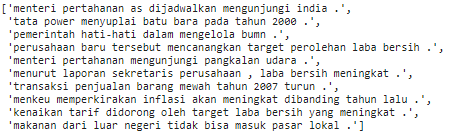 ['menteri pertahanan as dijadwalkan mengunjungi india .',
'tata power menyuplai batu bara pada tahun 2000 .',
'pemerintah hati-hati dalam mengelola bumn .',
'perusahaan baru tersebut mencanangkan target perolehan laba bersih .',
'menteri pertahanan mengunjungi pangkalan udara .',
'menurut laporan sekretaris perusahaan , laba bersih meningkat .',
'transaksi penjualan barang mewah tahun 2007 turun .',
'menkeu memperkirakan inflasi akan meningkat dibanding tahun lalu .',
'kenaikan tarif didorong oleh target laba bersih yang meningkat .',
'makanan dari luar negeri tidak bisa masuk pasar lokal .']